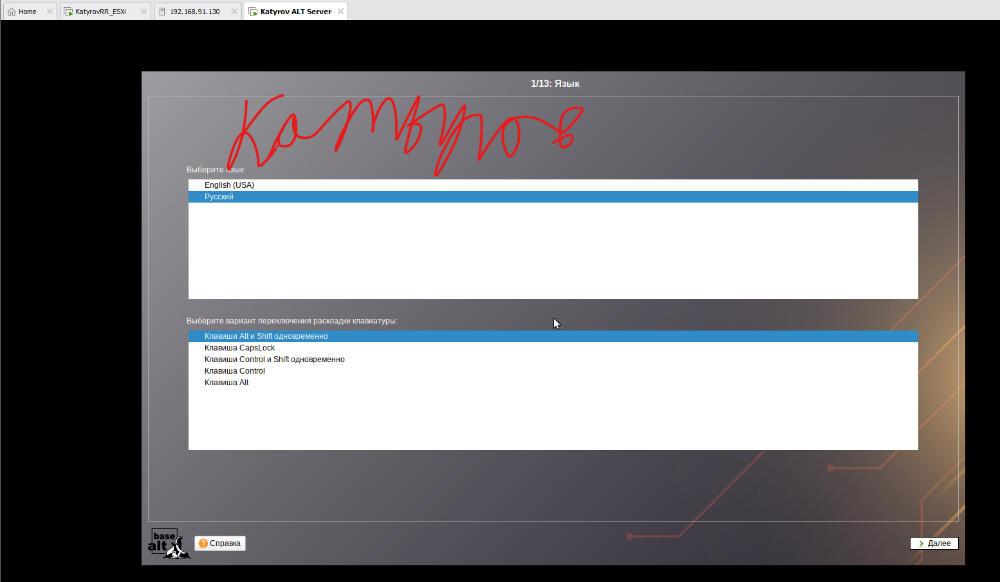 Home
KatyrovRR_ESXi
192.168.91.130
Katyrov ALT Server
1/13: Язык
Катыров
Выберите язык:
English (USA)
Русский
Выберите вариант переключения раскладки клавиатуры:
Клавиши Alt и Shift одновременно
Клавиша CapsLock
Клавиши Control и Shift одновременно
Клавиша Control
Клавиша Alt
base
alt
Справка
Далее